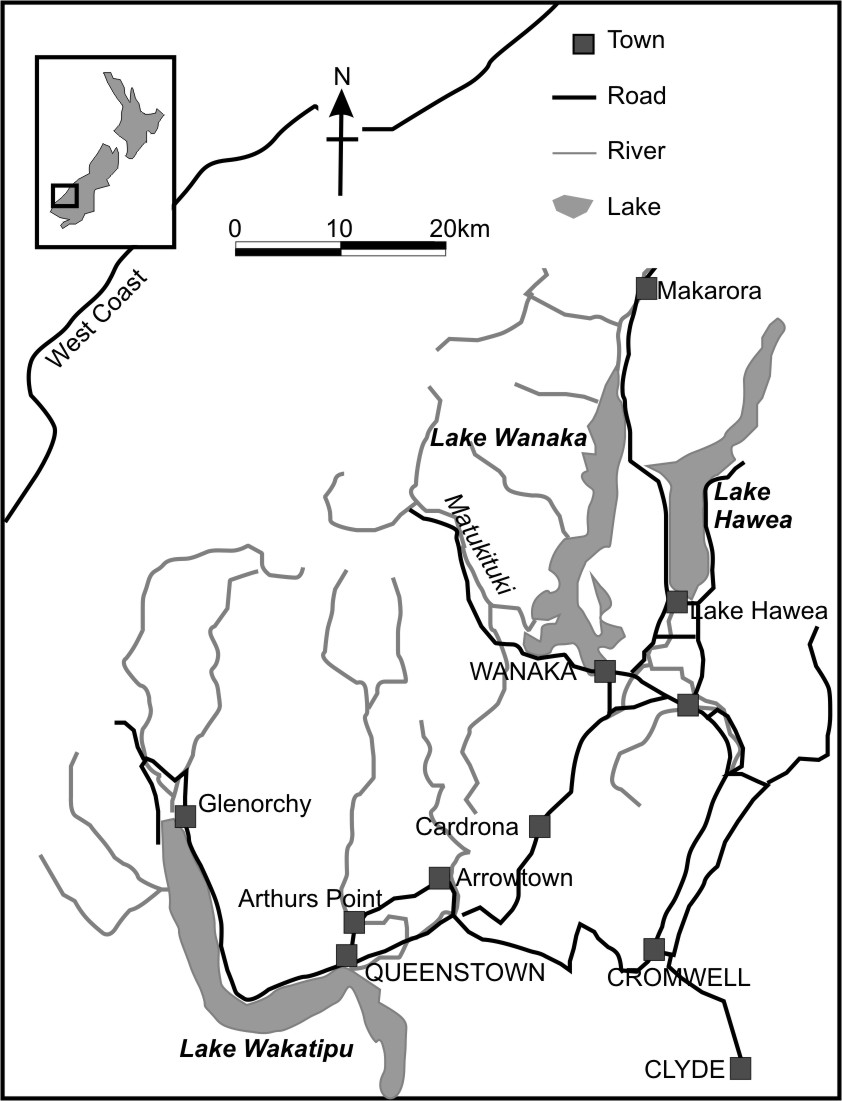 Town
N
Road
River
Lake
0 10 20km
West Coast
Makarora
Lake Wanaka
Lake
Hawea
Matukituki
Lake Hawea
WANAKA
Glenorchy
Cardrona
Arrowtown
Arthurs Point
QUEENSTOWN
CROMWELL
Lake Wakatipu
CLYDE